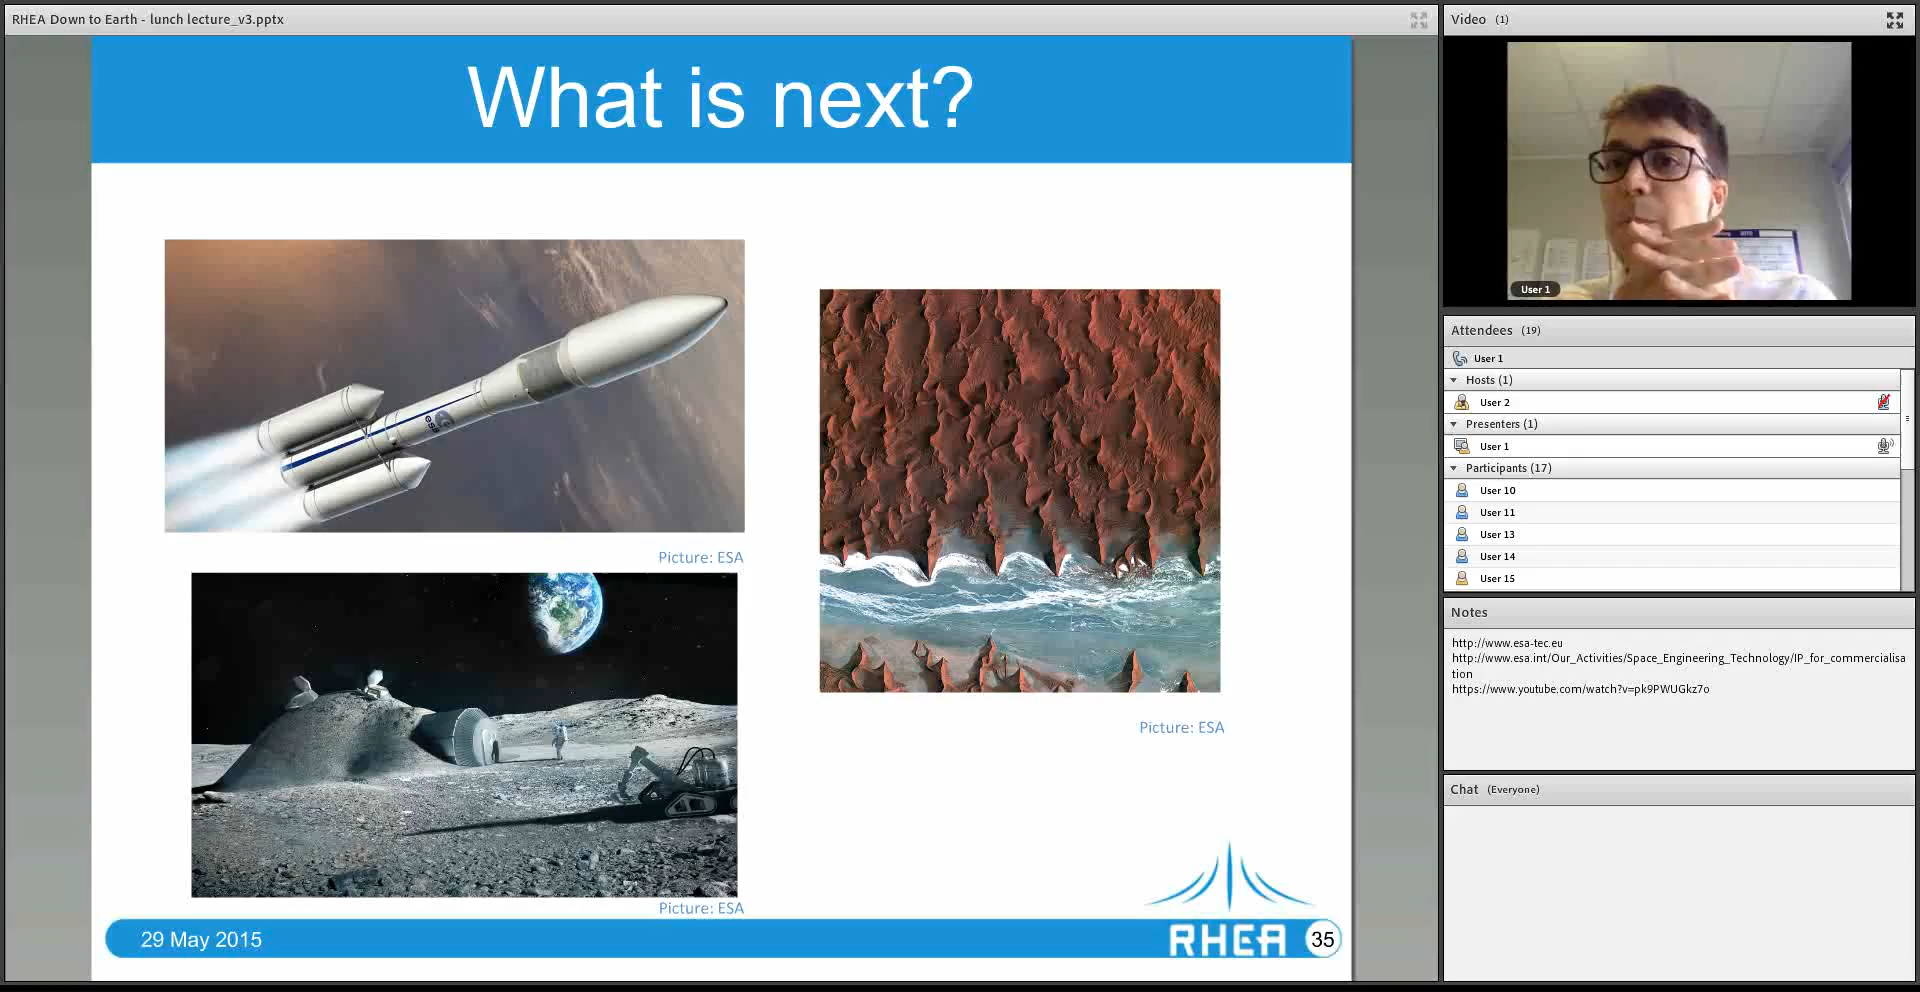 RHEA Down to Earth - lunch lecture_v3.pptx
What is next?
esa
Picture: ESA
Picture: ESA
Picture: ESA
29 May 2015
RHEA
35
Video (1)
User 1
Attendees (19)
User 1
Hosts (1)
User 2
Presenters (1)
User 1
Participants (17)
User 10
User 11
User 13
User 14
User 15
Notes
http://www.esa-tec.eu
http://www.esa.int/Our_Activities/Space_Engineering_Technology/IP_for_commercialisa
tion
https://www.youtube.com/watch?v=pk9PWUGkz7o
Chat (Everyone)